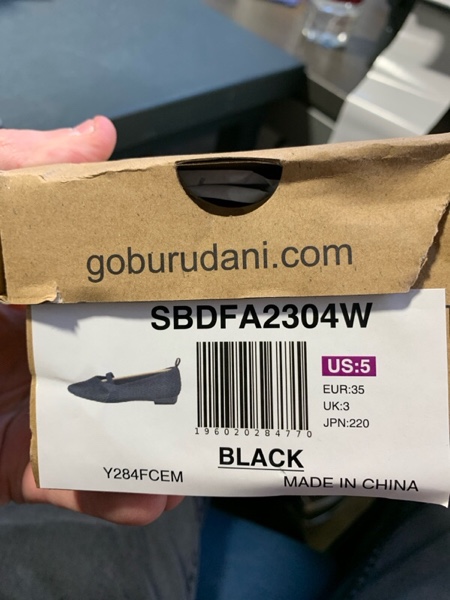 goburudani.com
SBDFA2304W
US:5
EUR:35
UK:3
JPN:220
196020284770
BLACK
Y284FCEM
MADE IN CHINA